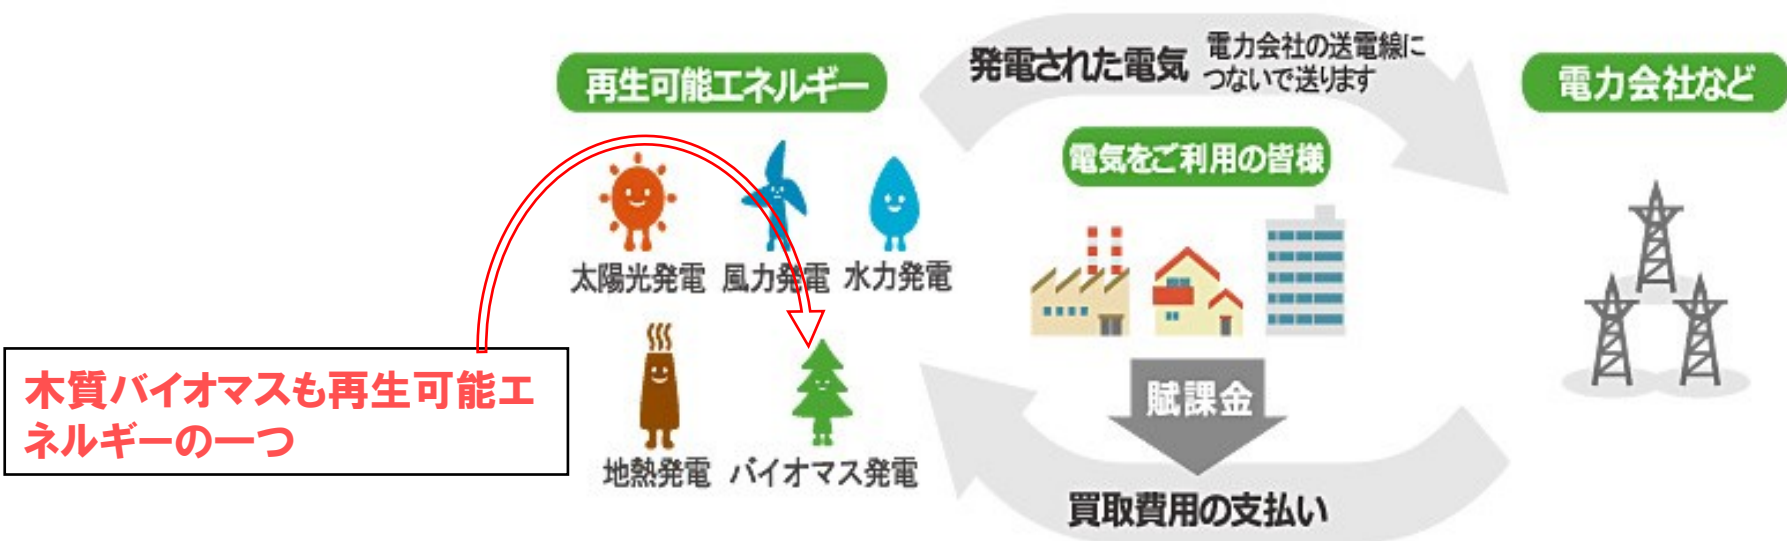 再生可能エネルギー
発電された電気
電力会社の送電線に
つないで送ります
電力会社など
電気をご利用の皆様
太陽光発電
風力発電
水力発電
木質バイオマスも再生可能エ
ネルギーの一つ
地熱発電
バイオマス発電
賦課金
買取費用の支払い